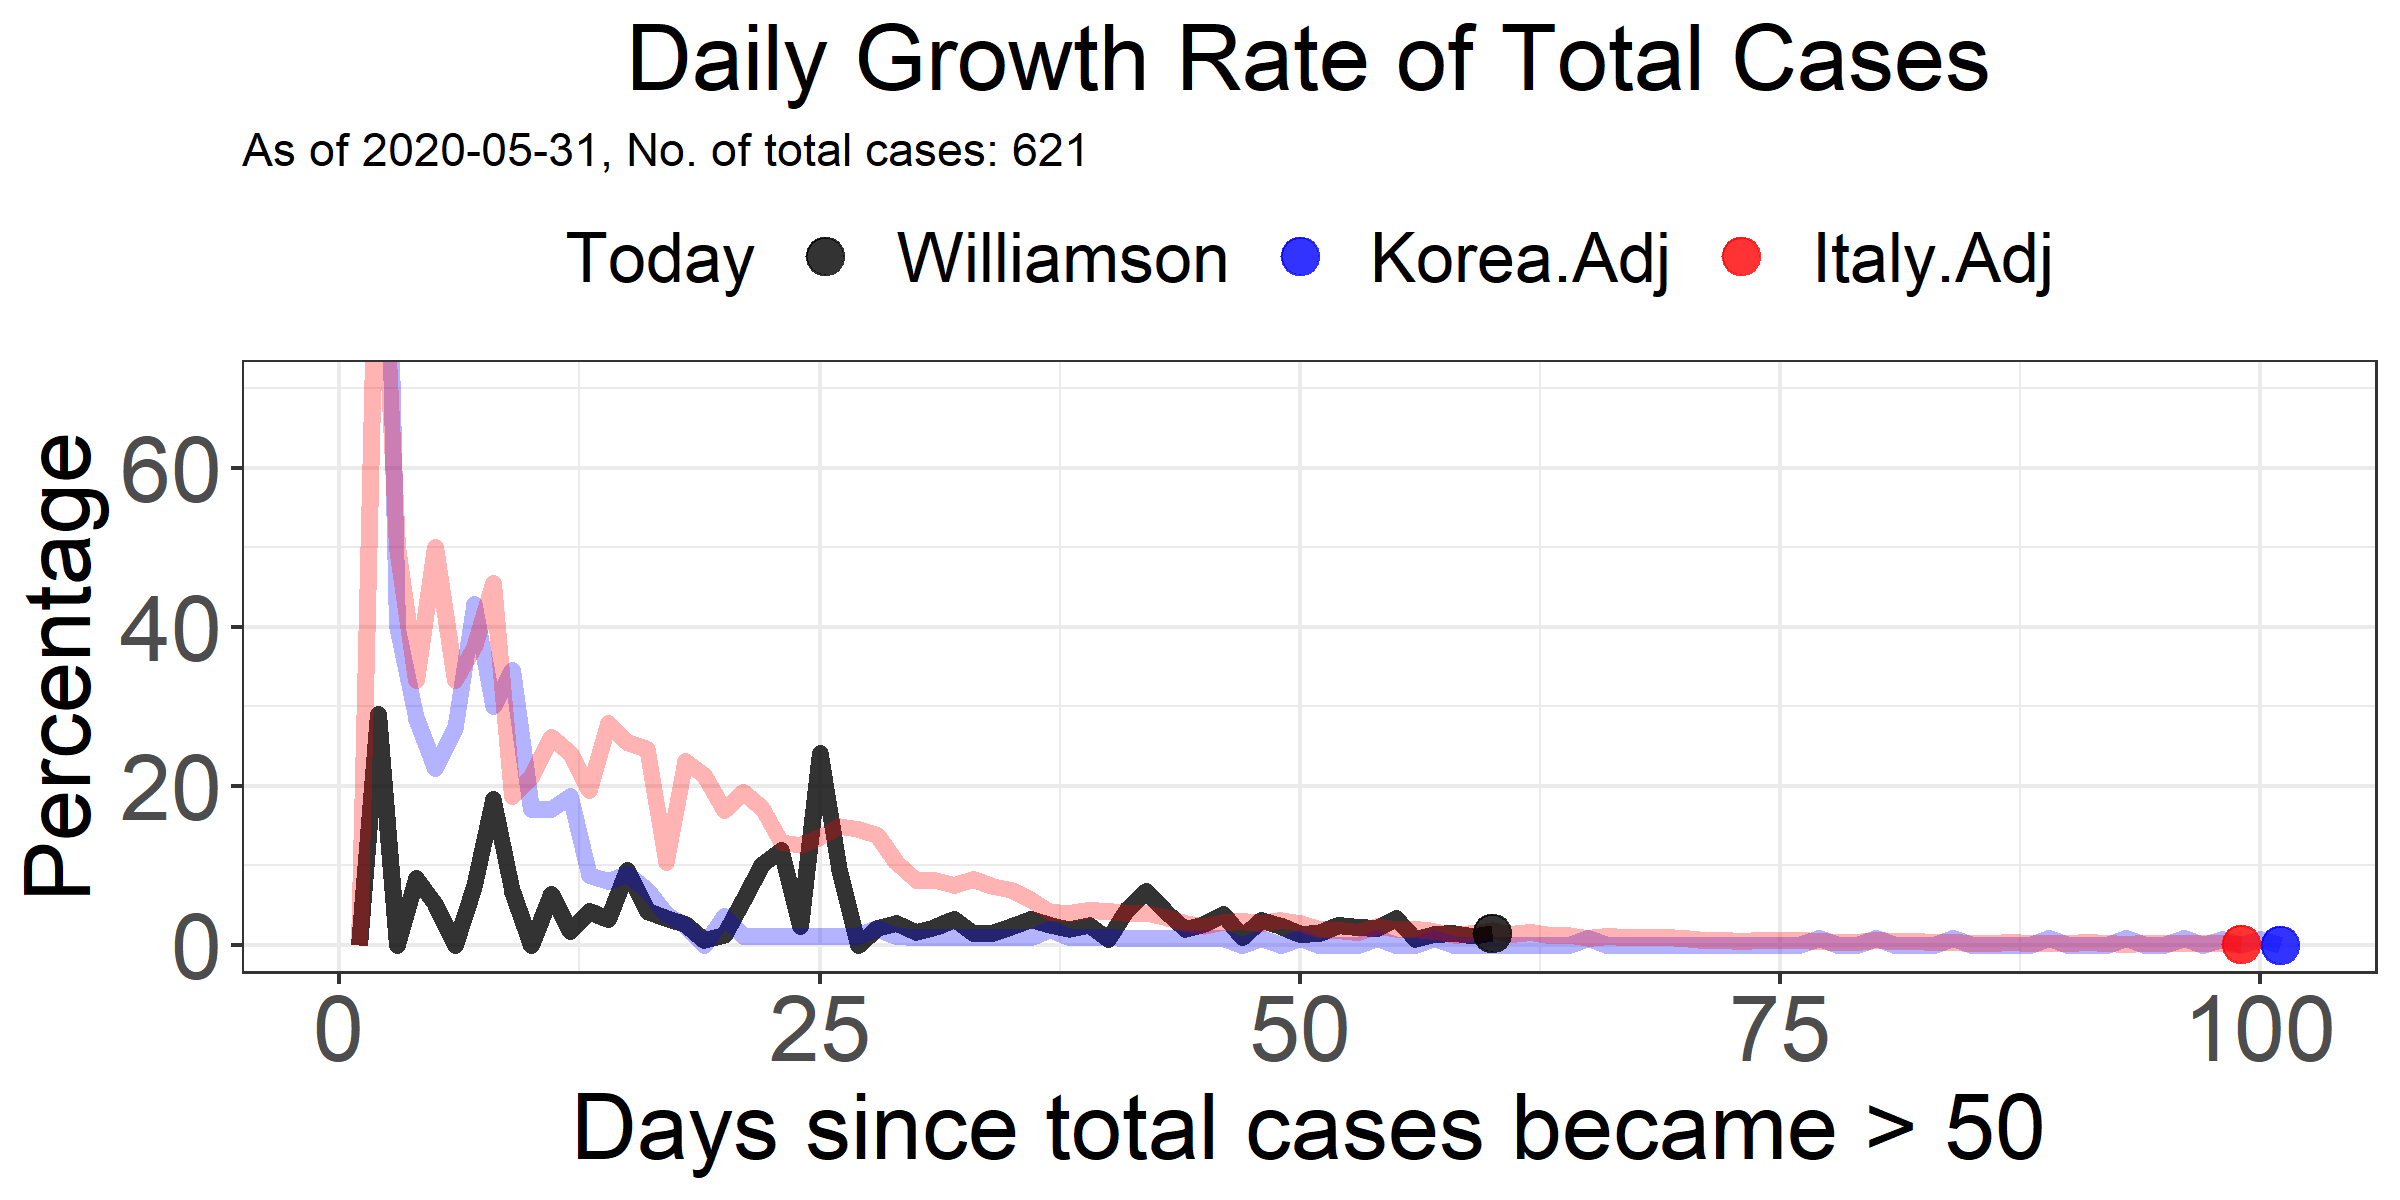 Daily Growth Rate of Total Cases
As of 2020-05-31, No. of total cases: 621
Today Williamson Korea.Adj Italy.Adj
Percentage
60
40
20
0
0 25 50 75 100
Days since total cases became > 50